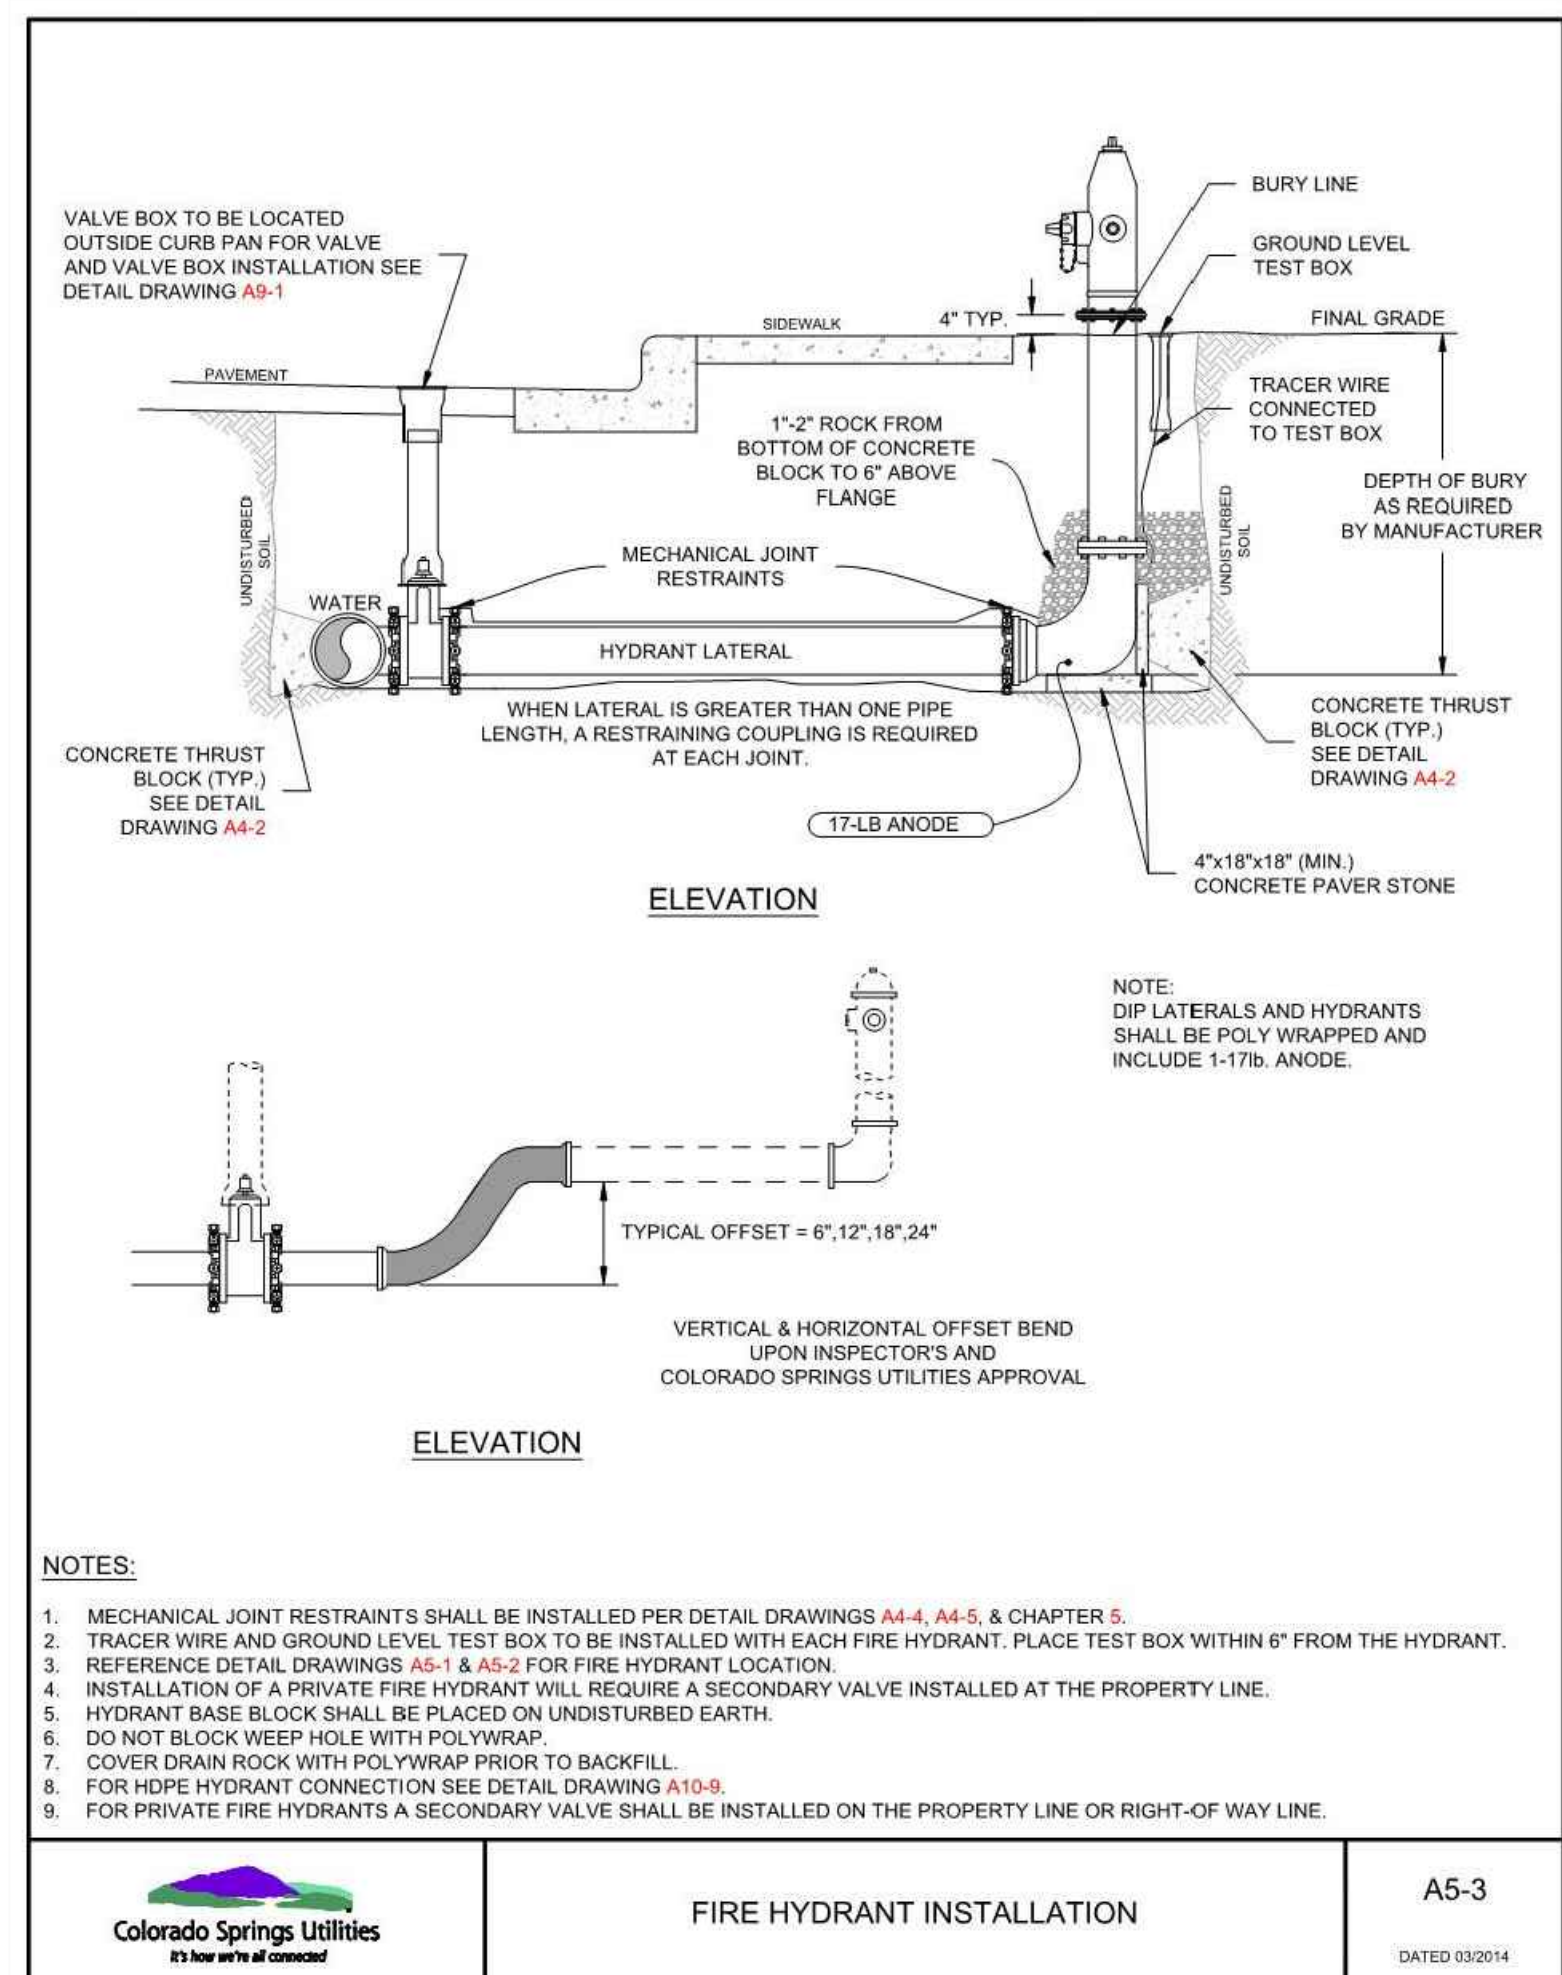 VALVE BOX TO BE LOCATED
OUTSIDE CURB PAN FOR VALVE
AND VALVE BOX INSTALLATION SEE
DETAIL DRAWING A9-1
BURY LINE
GROUND LEVEL
TEST BOX
4" TYP.
SIDEWALK
FINAL GRADE
PAVEMENT
TRACER WIRE
CONNECTED
TO TEST BOX
1"-2" ROCK FROM
BOTTOM OF CONCRETE
BLOCK TO 6" ABOVE
FLANGE
DEPTH OF BURY
AS REQUIRED
BY MANUFACTURER
UNDISTURBED
SOIL
UNDISTURBED
SOIL
MECHANICAL JOINT
RESTRAINTS
WATER
HYDRANT LATERAL
WHEN LATERAL IS GREATER THAN ONE PIPE
LENGTH, A RESTRAINING COUPLING IS REQUIRED
AT EACH JOINT.
CONCRETE THRUST
BLOCK (TYP.)
SEE DETAIL
DRAWING A4-2
CONCRETE THRUST
BLOCK (TYP.)
SEE DETAIL
DRAWING A4-2
17-LB ANODE
4"x18"x18" (MIN.)
CONCRETE PAVER STONE
ELEVATION
NOTE:
DIP LATERALS AND HYDRANTS
SHALL BE POLY WRAPPED AND
INCLUDE 1-17lb. ANODE.
TYPICAL OFFSET = 6",12",18",24"
VERTICAL & HORIZONTAL OFFSET BEND
UPON INSPECTOR'S AND
COLORADO SPRINGS UTILITIES APPROVAL
ELEVATION
NOTES:
1. MECHANICAL JOINT RESTRAINTS SHALL BE INSTALLED PER DETAIL DRAWINGS A4-4, A4-5, & CHAPTER 5.
2. TRACER WIRE AND GROUND LEVEL TEST BOX TO BE INSTALLED WITH EACH FIRE HYDRANT. PLACE TEST BOX WITHIN 6" FROM THE HYDRANT.
3. REFERENCE DETAIL DRAWINGS A5-1 & A5-2 FOR FIRE HYDRANT LOCATION.
4. INSTALLATION OF A PRIVATE FIRE HYDRANT WILL REQUIRE A SECONDARY VALVE INSTALLED AT THE PROPERTY LINE.
5. HYDRANT BASE BLOCK SHALL BE PLACED ON UNDISTURBED EARTH.
6. DO NOT BLOCK WEEP HOLE WITH POLYWRAP.
7. COVER DRAIN ROCK WITH POLYWRAP PRIOR TO BACKFILL.
8. FOR HDPE HYDRANT CONNECTION SEE DETAIL DRAWING A10-9.
9. FOR PRIVATE FIRE HYDRANTS A SECONDARY VALVE SHALL BE INSTALLED ON THE PROPERTY LINE OR RIGHT-OF WAY LINE.
Colorado Springs Utilities
It's how we're all connected
FIRE HYDRANT INSTALLATION
A5-3
DATED 03/2014